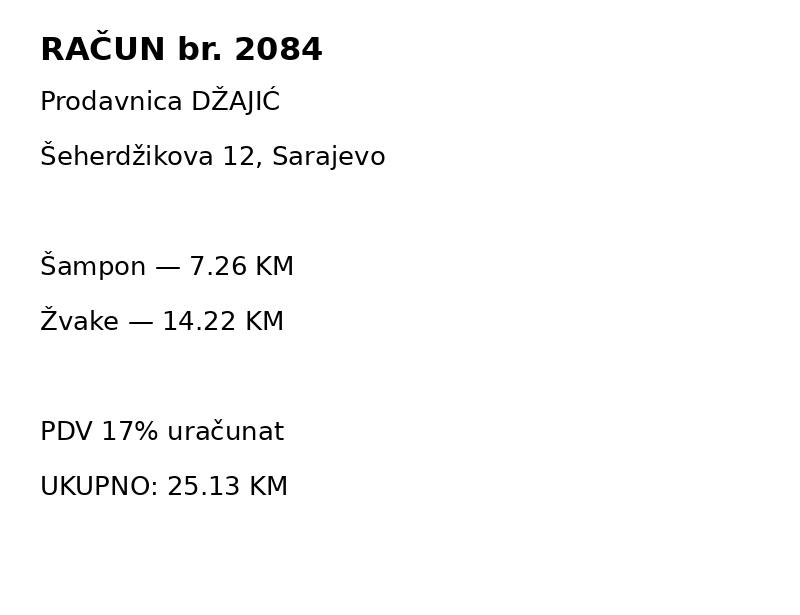 RAČUN br. 2084
Prodavnica DŽAJIĆ
Šeherdžikova 12, Sarajevo
Šampon — 7.26 KM
Žvake — 14.22 KM
PDV 17% uračunat
UKUPNO: 25.13 KM